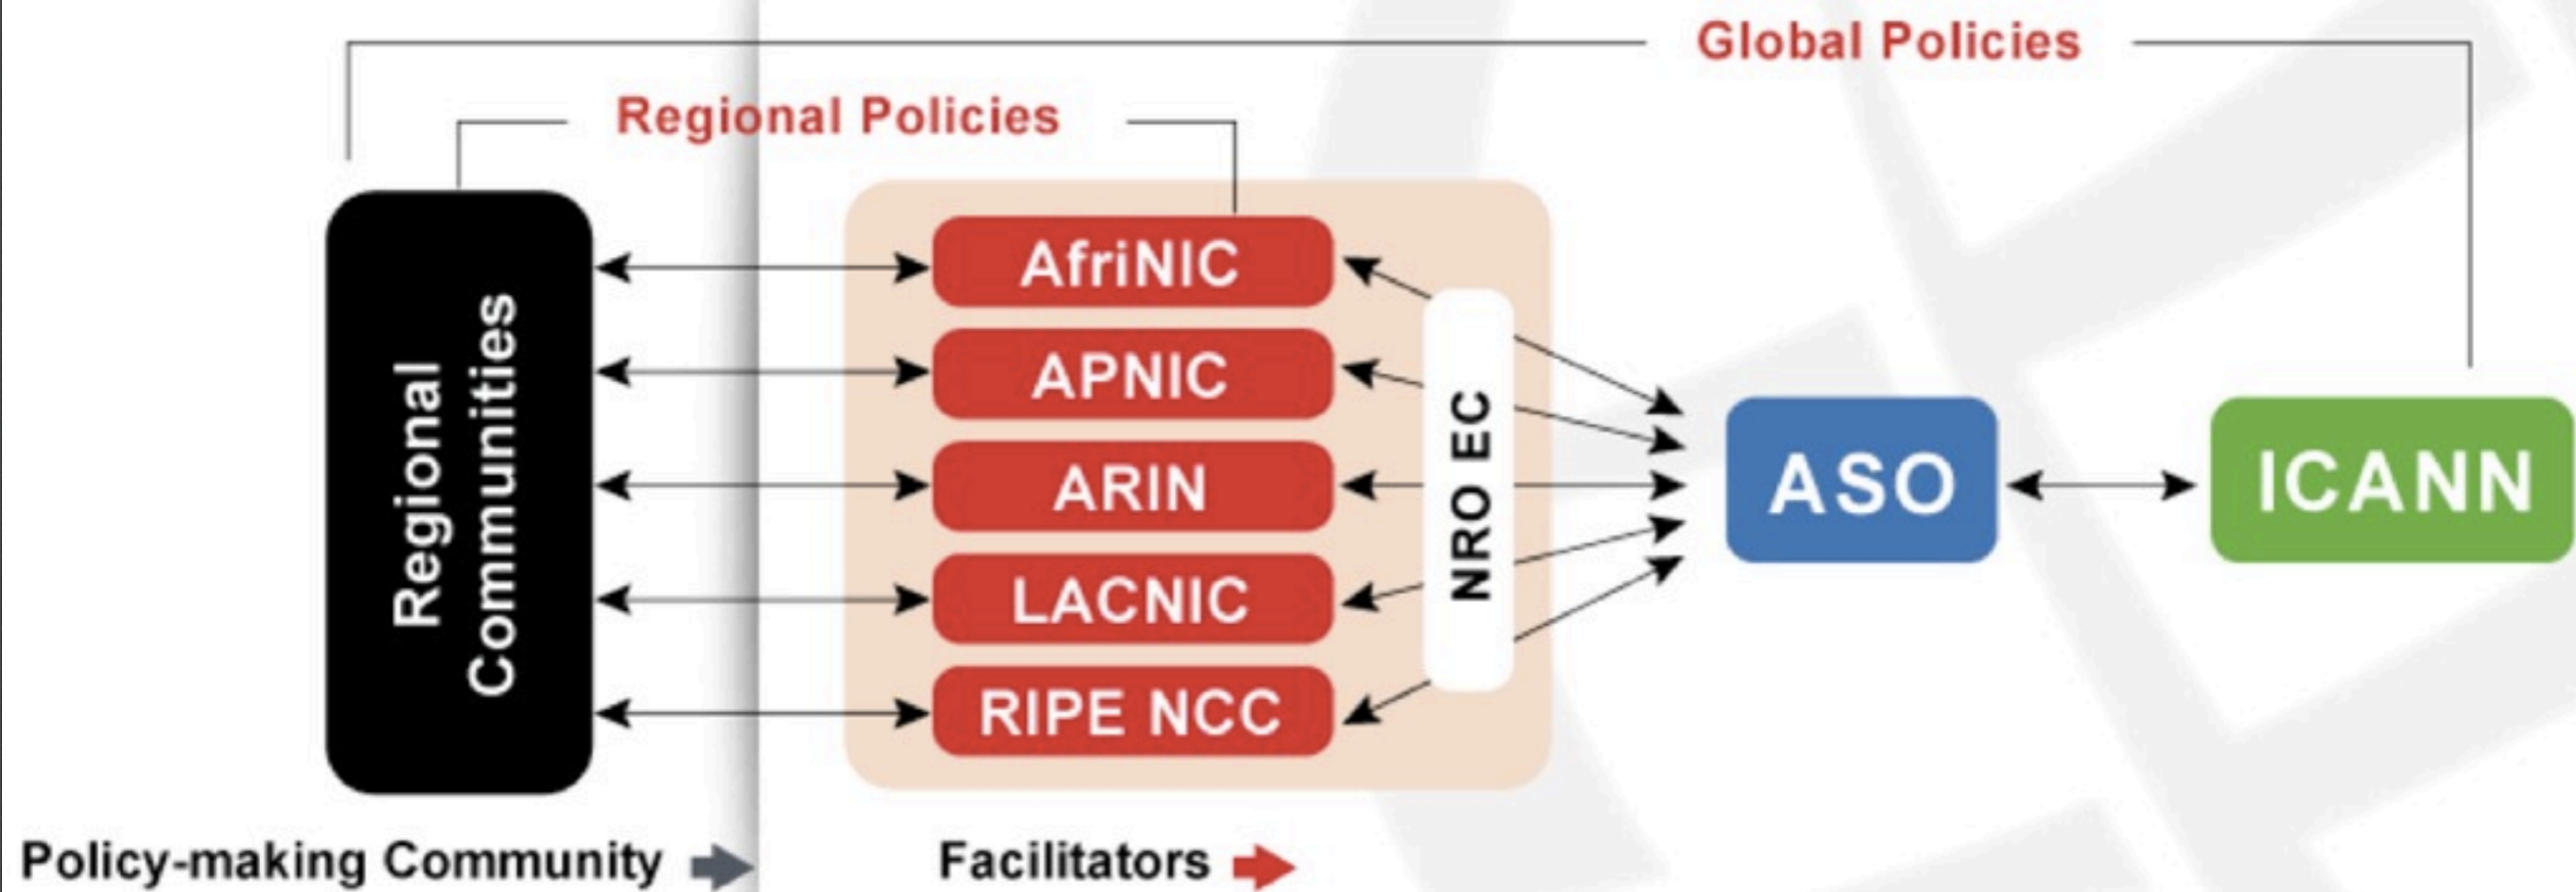 Global Policies
Regional Policies
Regional
Communities
AfriNIC
APNIC
ARIN
LACNIC
RIPE NCC
NRO EC
ASO
ICANN
Policy-making Community
Facilitators